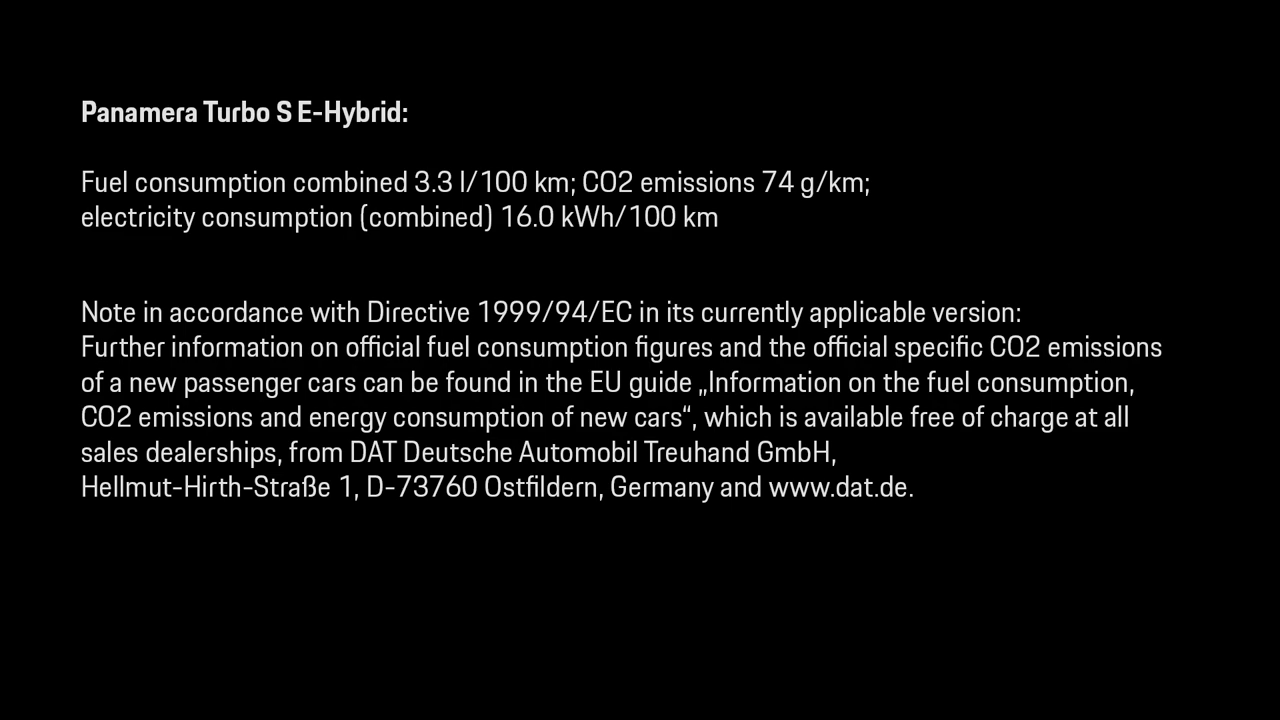 Panamera Turbo S E-Hybrid:
Fuel consumption combined 3.3 l/100 km; CO2 emissions 74 g/km;
electricity consumption (combined) 16.0 kWh/100 km
Note in accordance with Directive 1999/94/EC in its currently applicable version:
Further information on official fuel consumption figures and the official specific CO2 emissions
of a new passenger cars can be found in the EU guide „Information on the fuel consumption,
CO2 emissions and energy consumption of new cars“, which is available free of charge at all
sales dealerships, from DAT Deutsche Automobil Treuhand GmbH,
Hellmut-Hirth-Straße 1, D-73760 Ostfildern, Germany and www.dat.de.